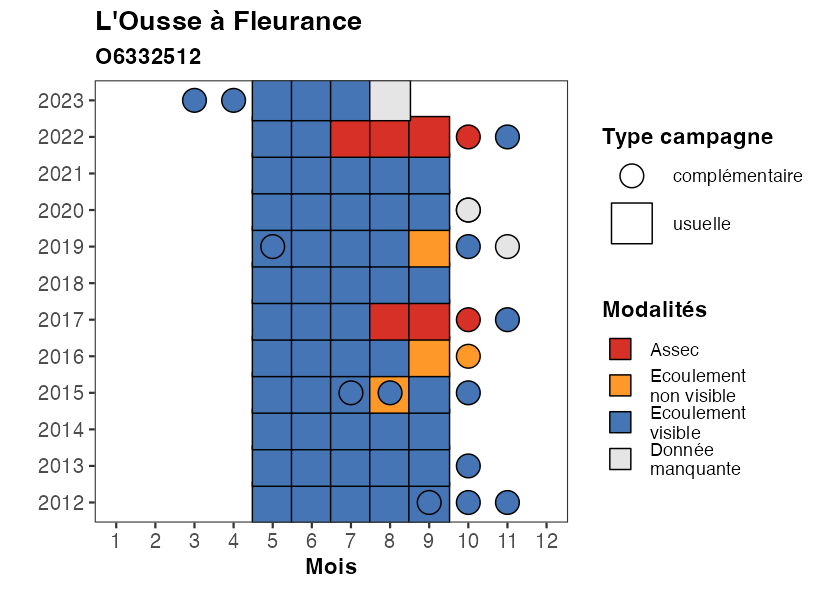 L'Ousse à Fleurance
O6332512
2023
2022
2021
2020
2019
2018
2017
2016
2015
2014
2013
2012
1 2 3 4 5 6 7 8 9 10 11 12
Mois
Type campagne
complémentaire
usuelle
Modalités
Assec
Ecoulement
non visible
Ecoulement
visible
Donnée
manquante